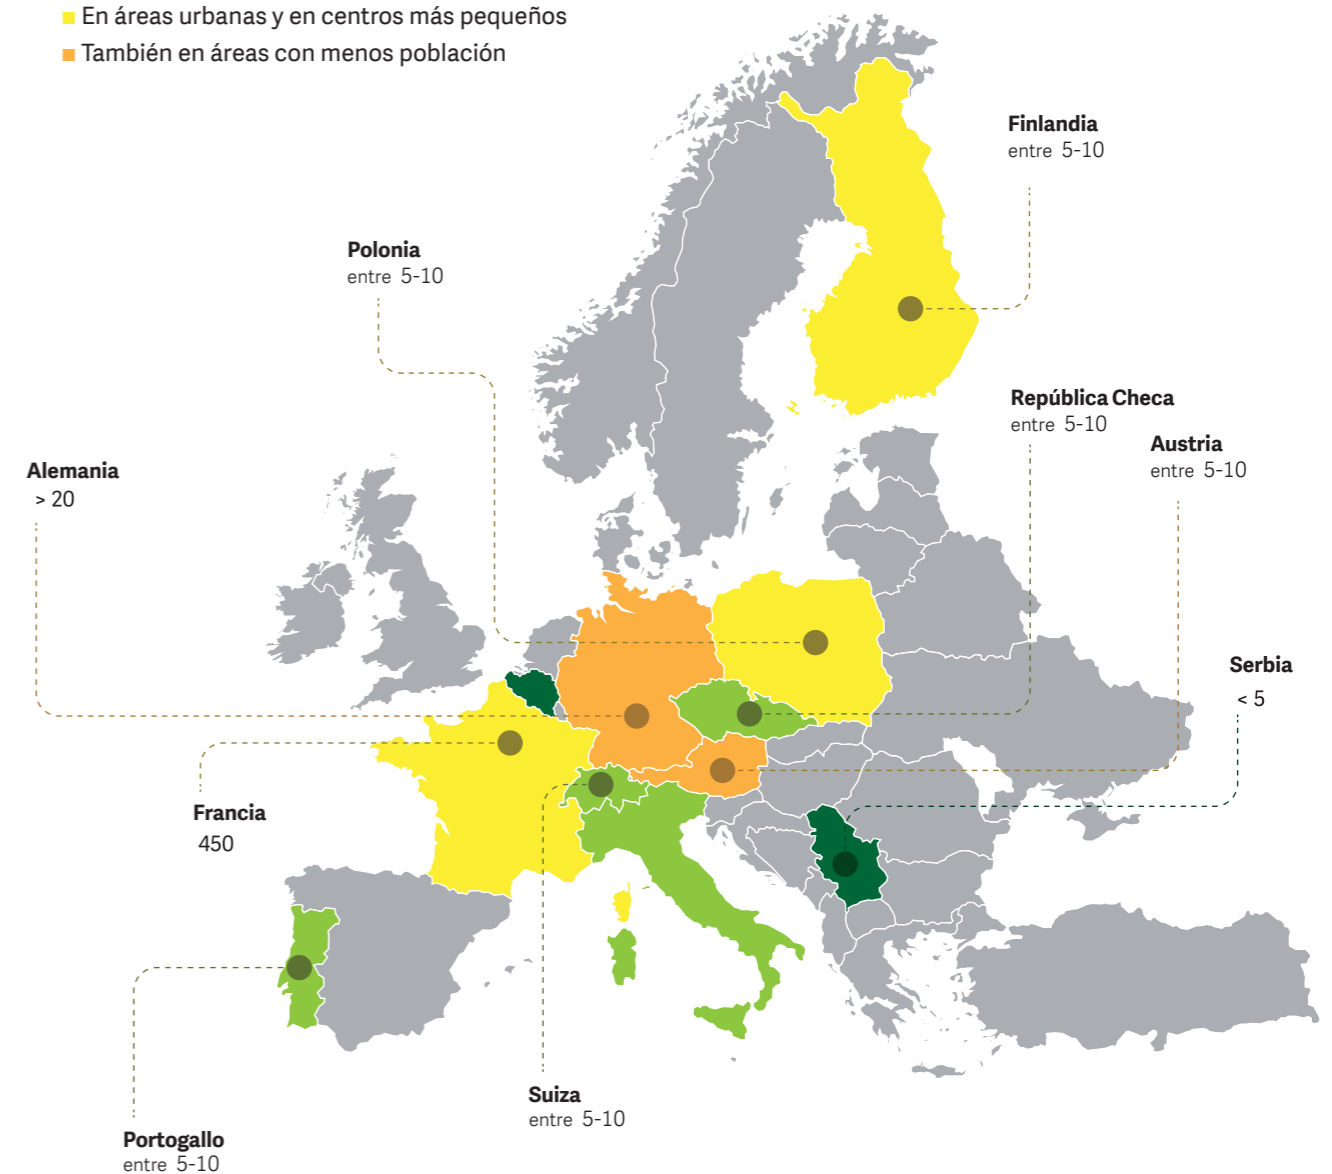 En áreas urbanas y en centros más pequeños
También en áreas con menos población
Finlandia
entre 5-10
Polonia
entre 5-10
República Checa
entre 5-10
Austria
entre 5-10
Alemania
> 20
Serbia
< 5
Francia
450
Suiza
entre 5-10
Portogallo
entre 5-10